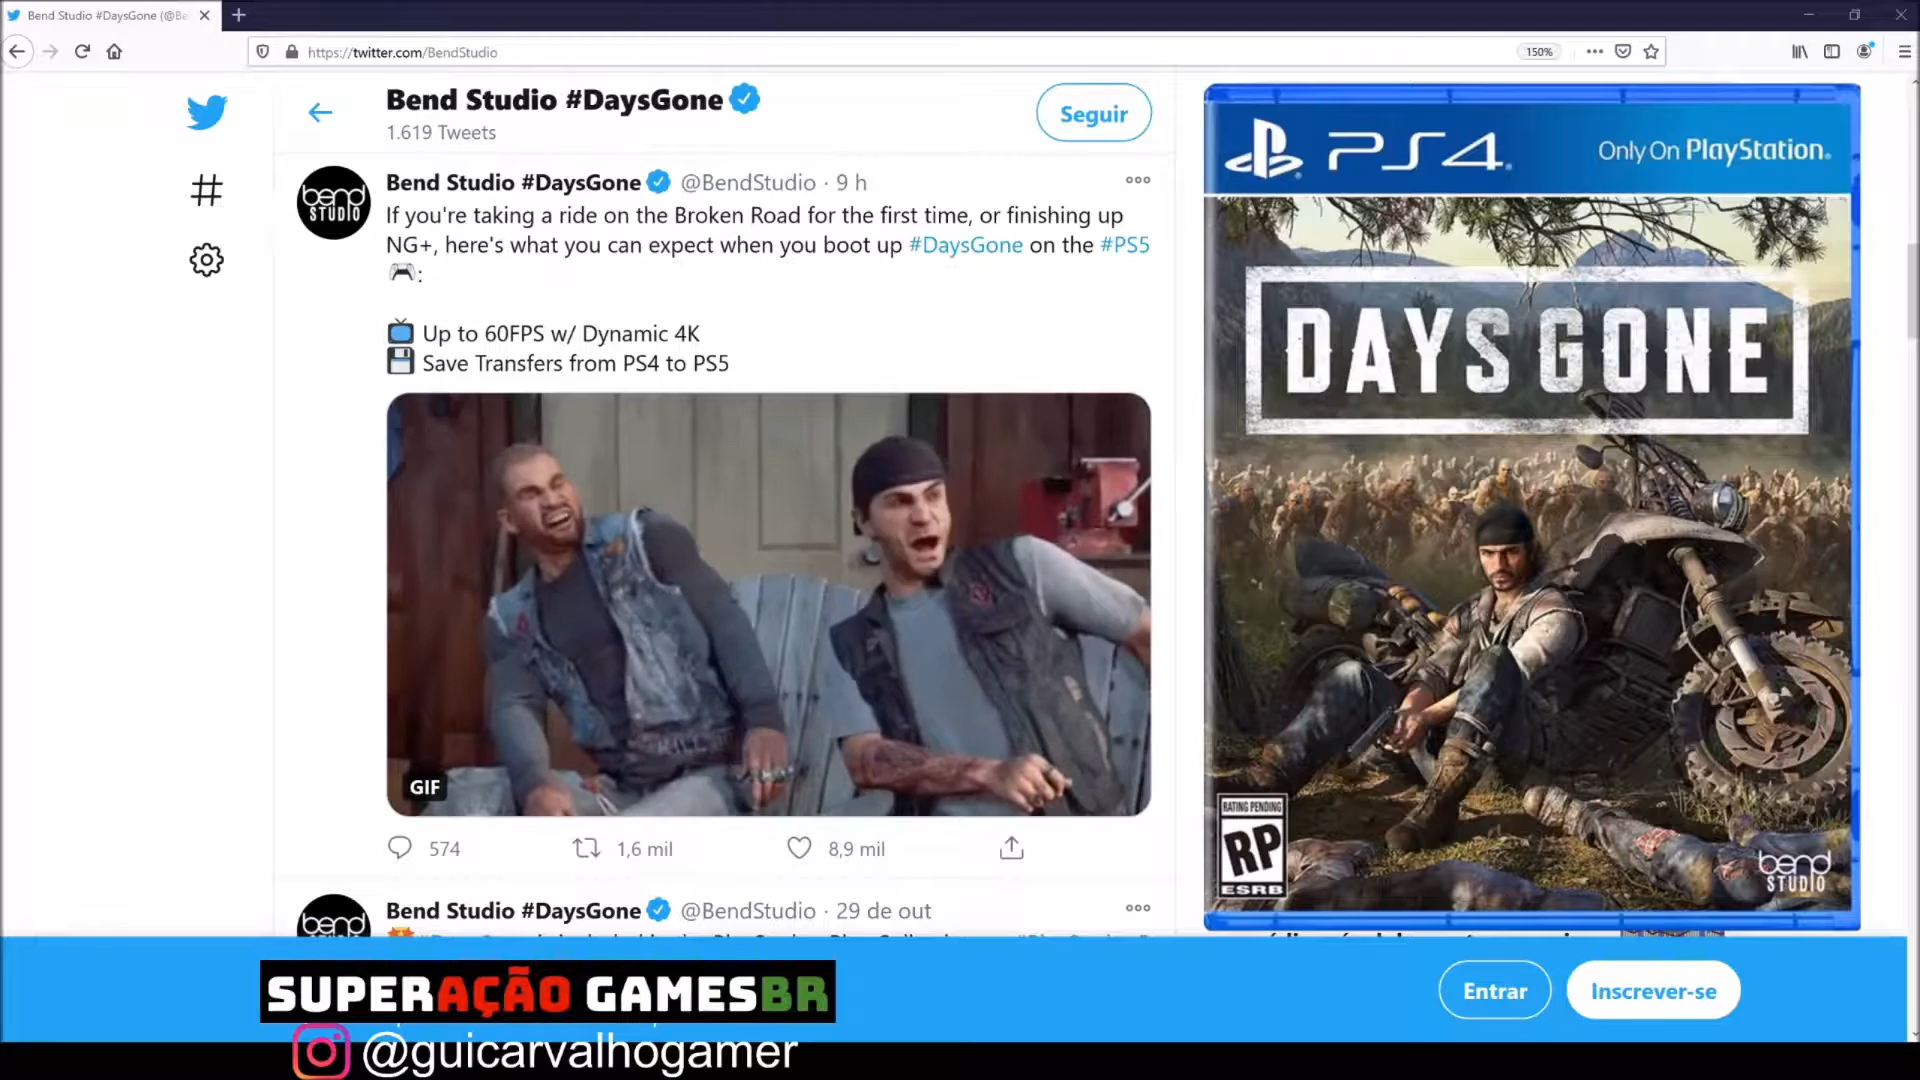 Bend Studio #DaysGone (@Be
https://twitter.com/BendStudio
150%
Bend Studio #DaysGone
1.619 Tweets
Seguir
bend
STUDIO
Bend Studio #DaysGone @BendStudio · 9 h
If you're taking a ride on the Broken Road for the first time, or finishing up
NG+, here's what you can expect when you boot up #DaysGone on the #PS5
🎮:
📺 Up to 60FPS w/ Dynamic 4K
💾 Save Transfers from PS4 to PS5
GIF
574
1,6 mil
8,9 mil
bend
Bend Studio #DaysGone @BendStudio · 29 de out
PS4
Only On PlayStation.
DAYS GONE
RATING PENDING
RP
ESRB
bend
STUDIO
SUPERAÇÃO GAMESBR
@guicarvalhogamer
Entrar
Inscrever-se